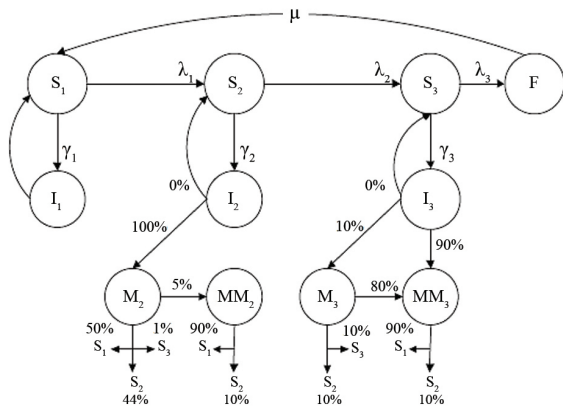 μ
S₁ λ₁ S₂ λ₂ S₃ λ₃ F
γ₁ γ₂ γ₃
0% 0%
I₁ I₂ I₃
100% 10% 90%
M₂ 5% MM₂ M₃ 80% MM₃
50% 1% 90% 10% 90%
S₁ S₃ S₁ S₃ S₁
S₂ S₂ S₂ S₂
44% 10% 10% 10%